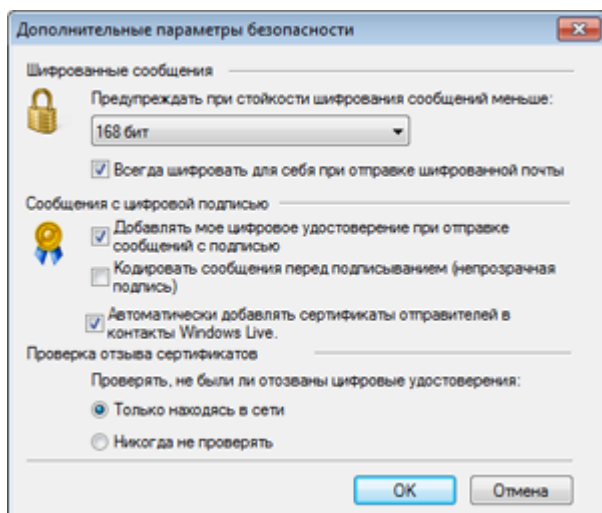 Дополнительные параметры безопасности
Шифрованные сообщения
Предупреждать при стойкости шифрования сообщений меньше:
168 бит
Всегда шифровать для себя при отправке шифрованной почты
Сообщения с цифровой подписью
Добавлять мое цифровое удостоверение при отправке
сообщений с подписью
Кодировать сообщения перед подписыванием (непрозрачная
подпись)
Автоматически добавлять сертификаты отправителей в
контакты Windows Live.
Проверка отзыва сертификатов
Проверять, не были ли отозваны цифровые удостоверения:
Только находясь в сети
Никогда не проверять
OK
Отмена